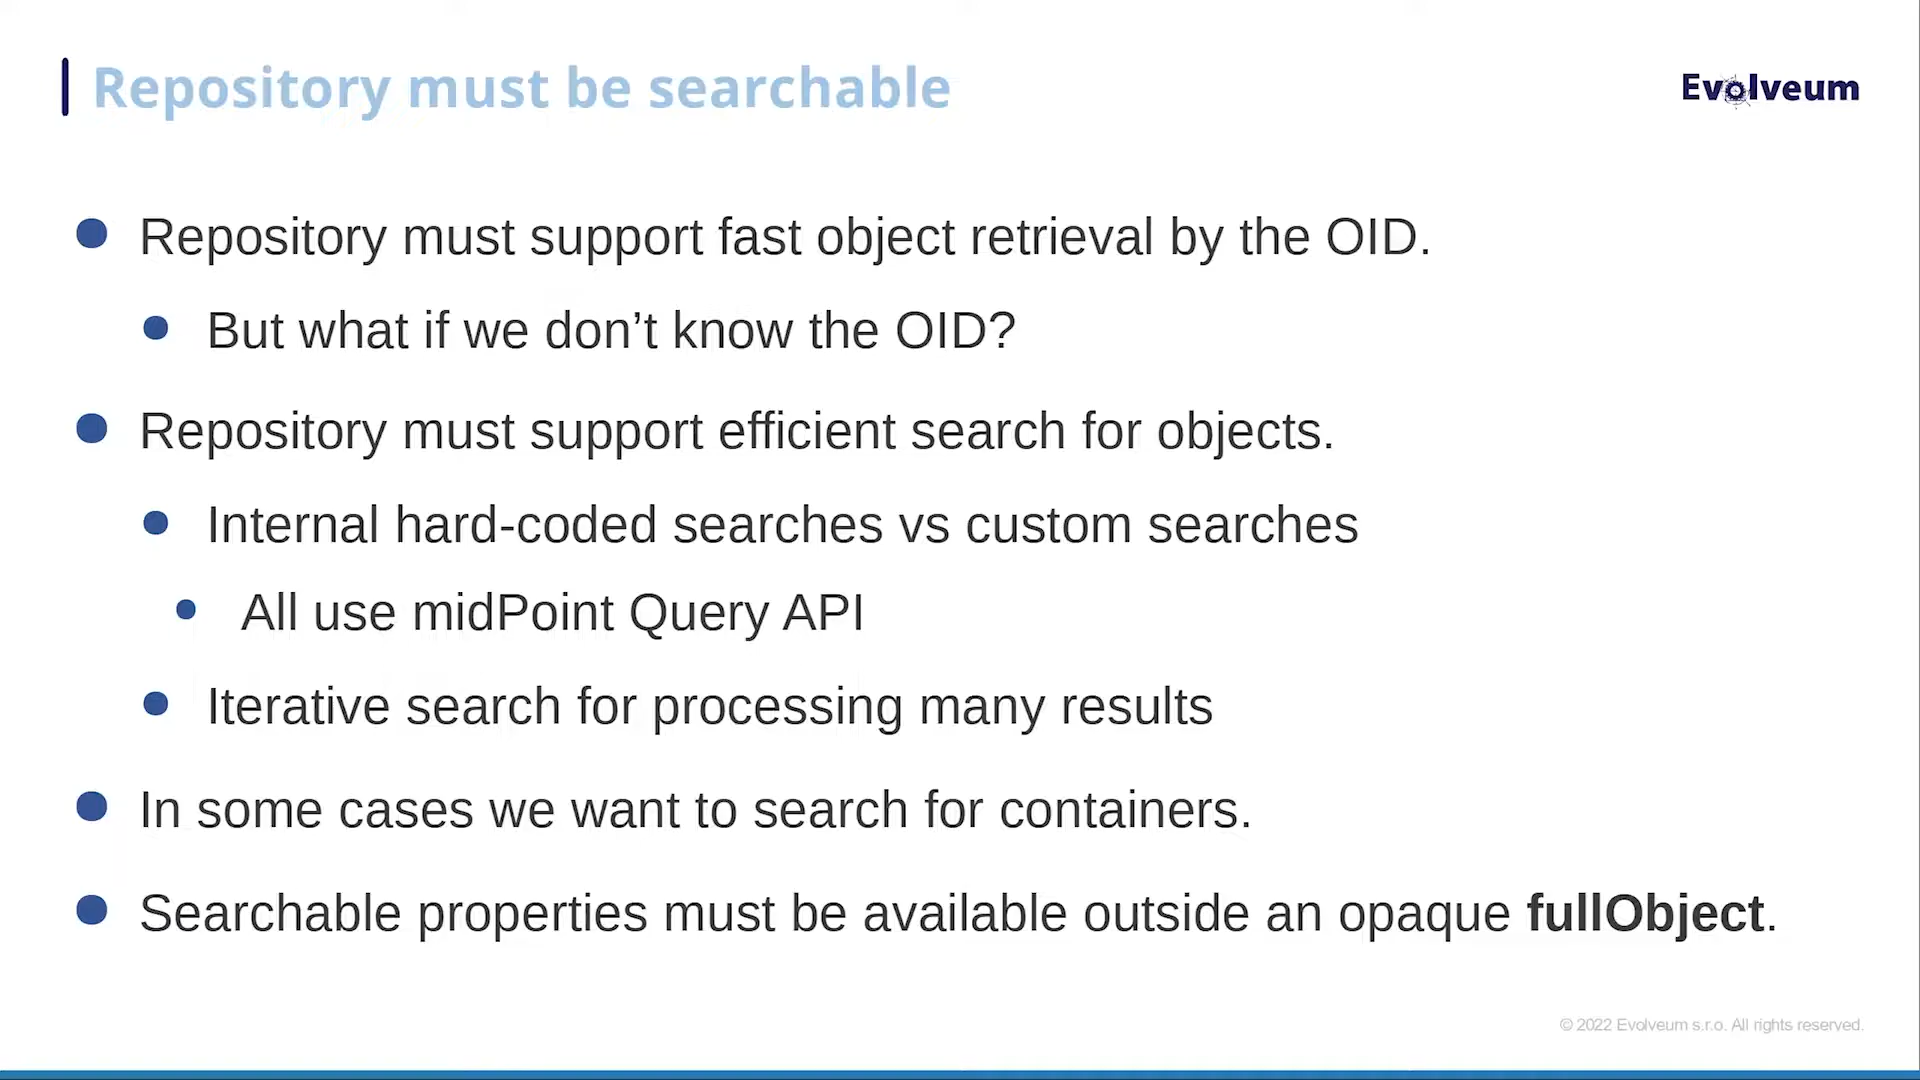 Repository must be searchable
Evolveum
Repository must support fast object retrieval by the OID.
But what if we don’t know the OID?
Repository must support efficient search for objects.
Internal hard-coded searches vs custom searches
All use midPoint Query API
Iterative search for processing many results
In some cases we want to search for containers.
Searchable properties must be available outside an opaque fullObject.
© 2022 Evolveum s.r.o. All rights reserved.